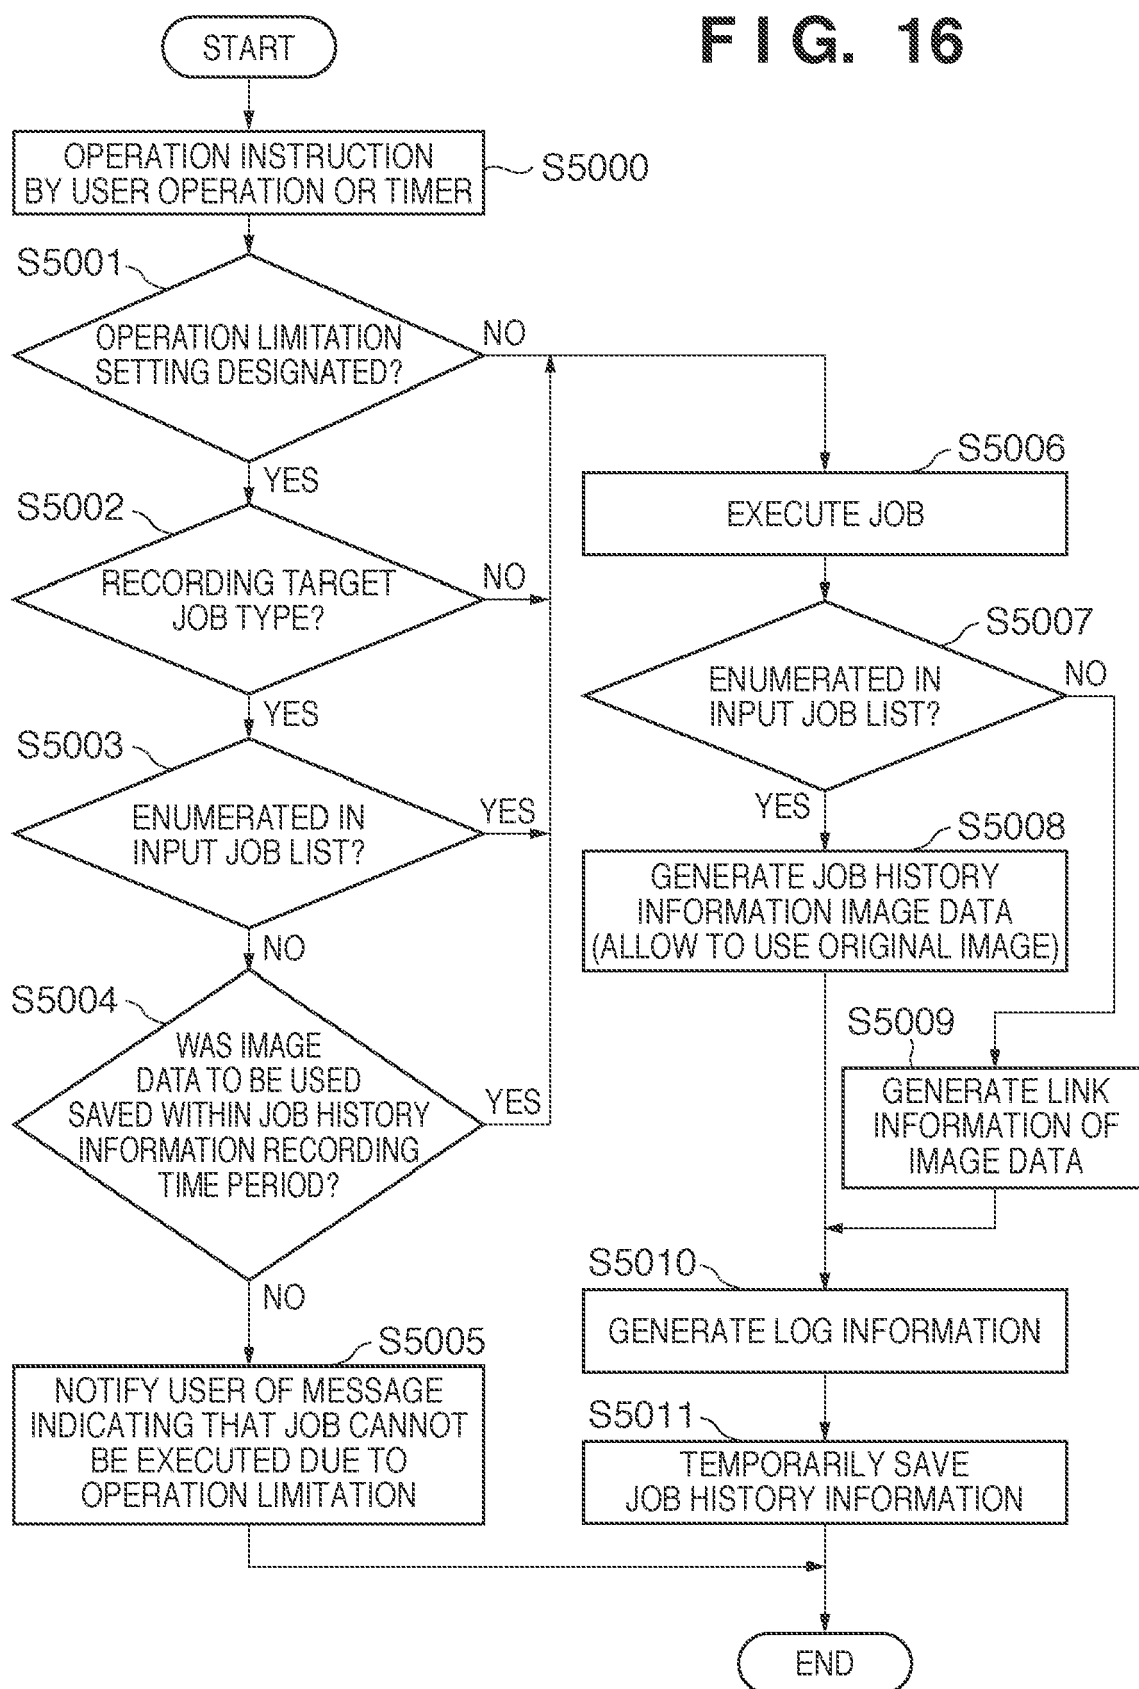 FIG. 16
START
OPERATION INSTRUCTION
BY USER OPERATION OR TIMER
S5000
S5001
OPERATION LIMITATION
SETTING DESIGNATED?
NO
YES
S5002
RECORDING TARGET
JOB TYPE?
NO
YES
S5003
ENUMERATED IN
INPUT JOB LIST?
YES
NO
S5004
WAS IMAGE
DATA TO BE USED
SAVED WITHIN JOB HISTORY
INFORMATION RECORDING
TIME PERIOD?
YES
NO
S5005
NOTIFY USER OF MESSAGE
INDICATING THAT JOB CANNOT
BE EXECUTED DUE TO
OPERATION LIMITATION
S5006
EXECUTE JOB
S5007
ENUMERATED IN
INPUT JOB LIST?
NO
YES
S5008
GENERATE JOB HISTORY
INFORMATION IMAGE DATA
(ALLOW TO USE ORIGINAL IMAGE)
S5009
GENERATE LINK
INFORMATION OF
IMAGE DATA
S5010
GENERATE LOG INFORMATION
S5011
TEMPORARILY SAVE
JOB HISTORY INFORMATION
END